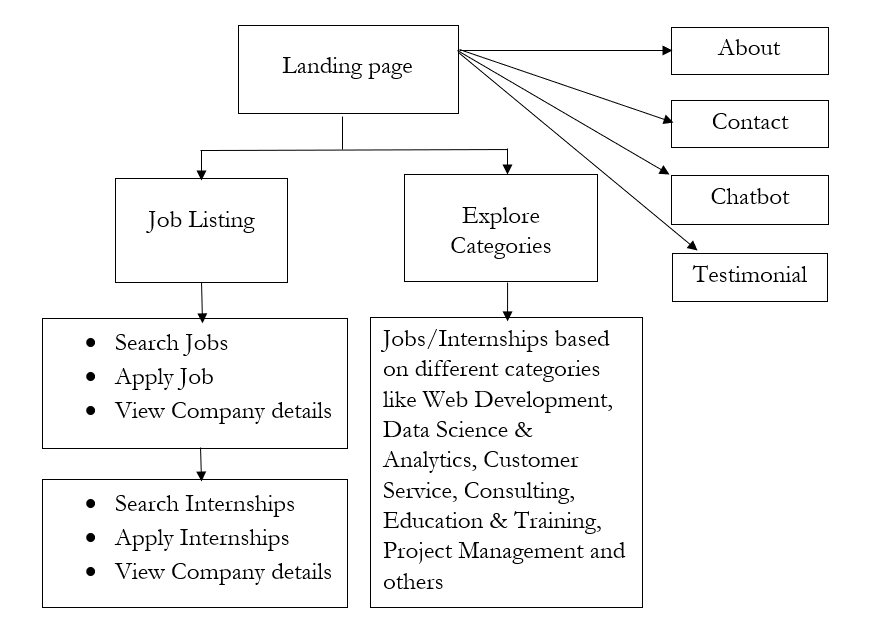 Landing page
About
Contact
Chatbot
Testimonial
Job Listing
Explore
Categories
• Search Jobs
• Apply Job
• View Company details
• Search Internships
• Apply Internships
• View Company details
Jobs/Internships based
on different categories
like Web Development,
Data Science &
Analytics, Customer
Service, Consulting,
Education & Training,
Project Management and
others